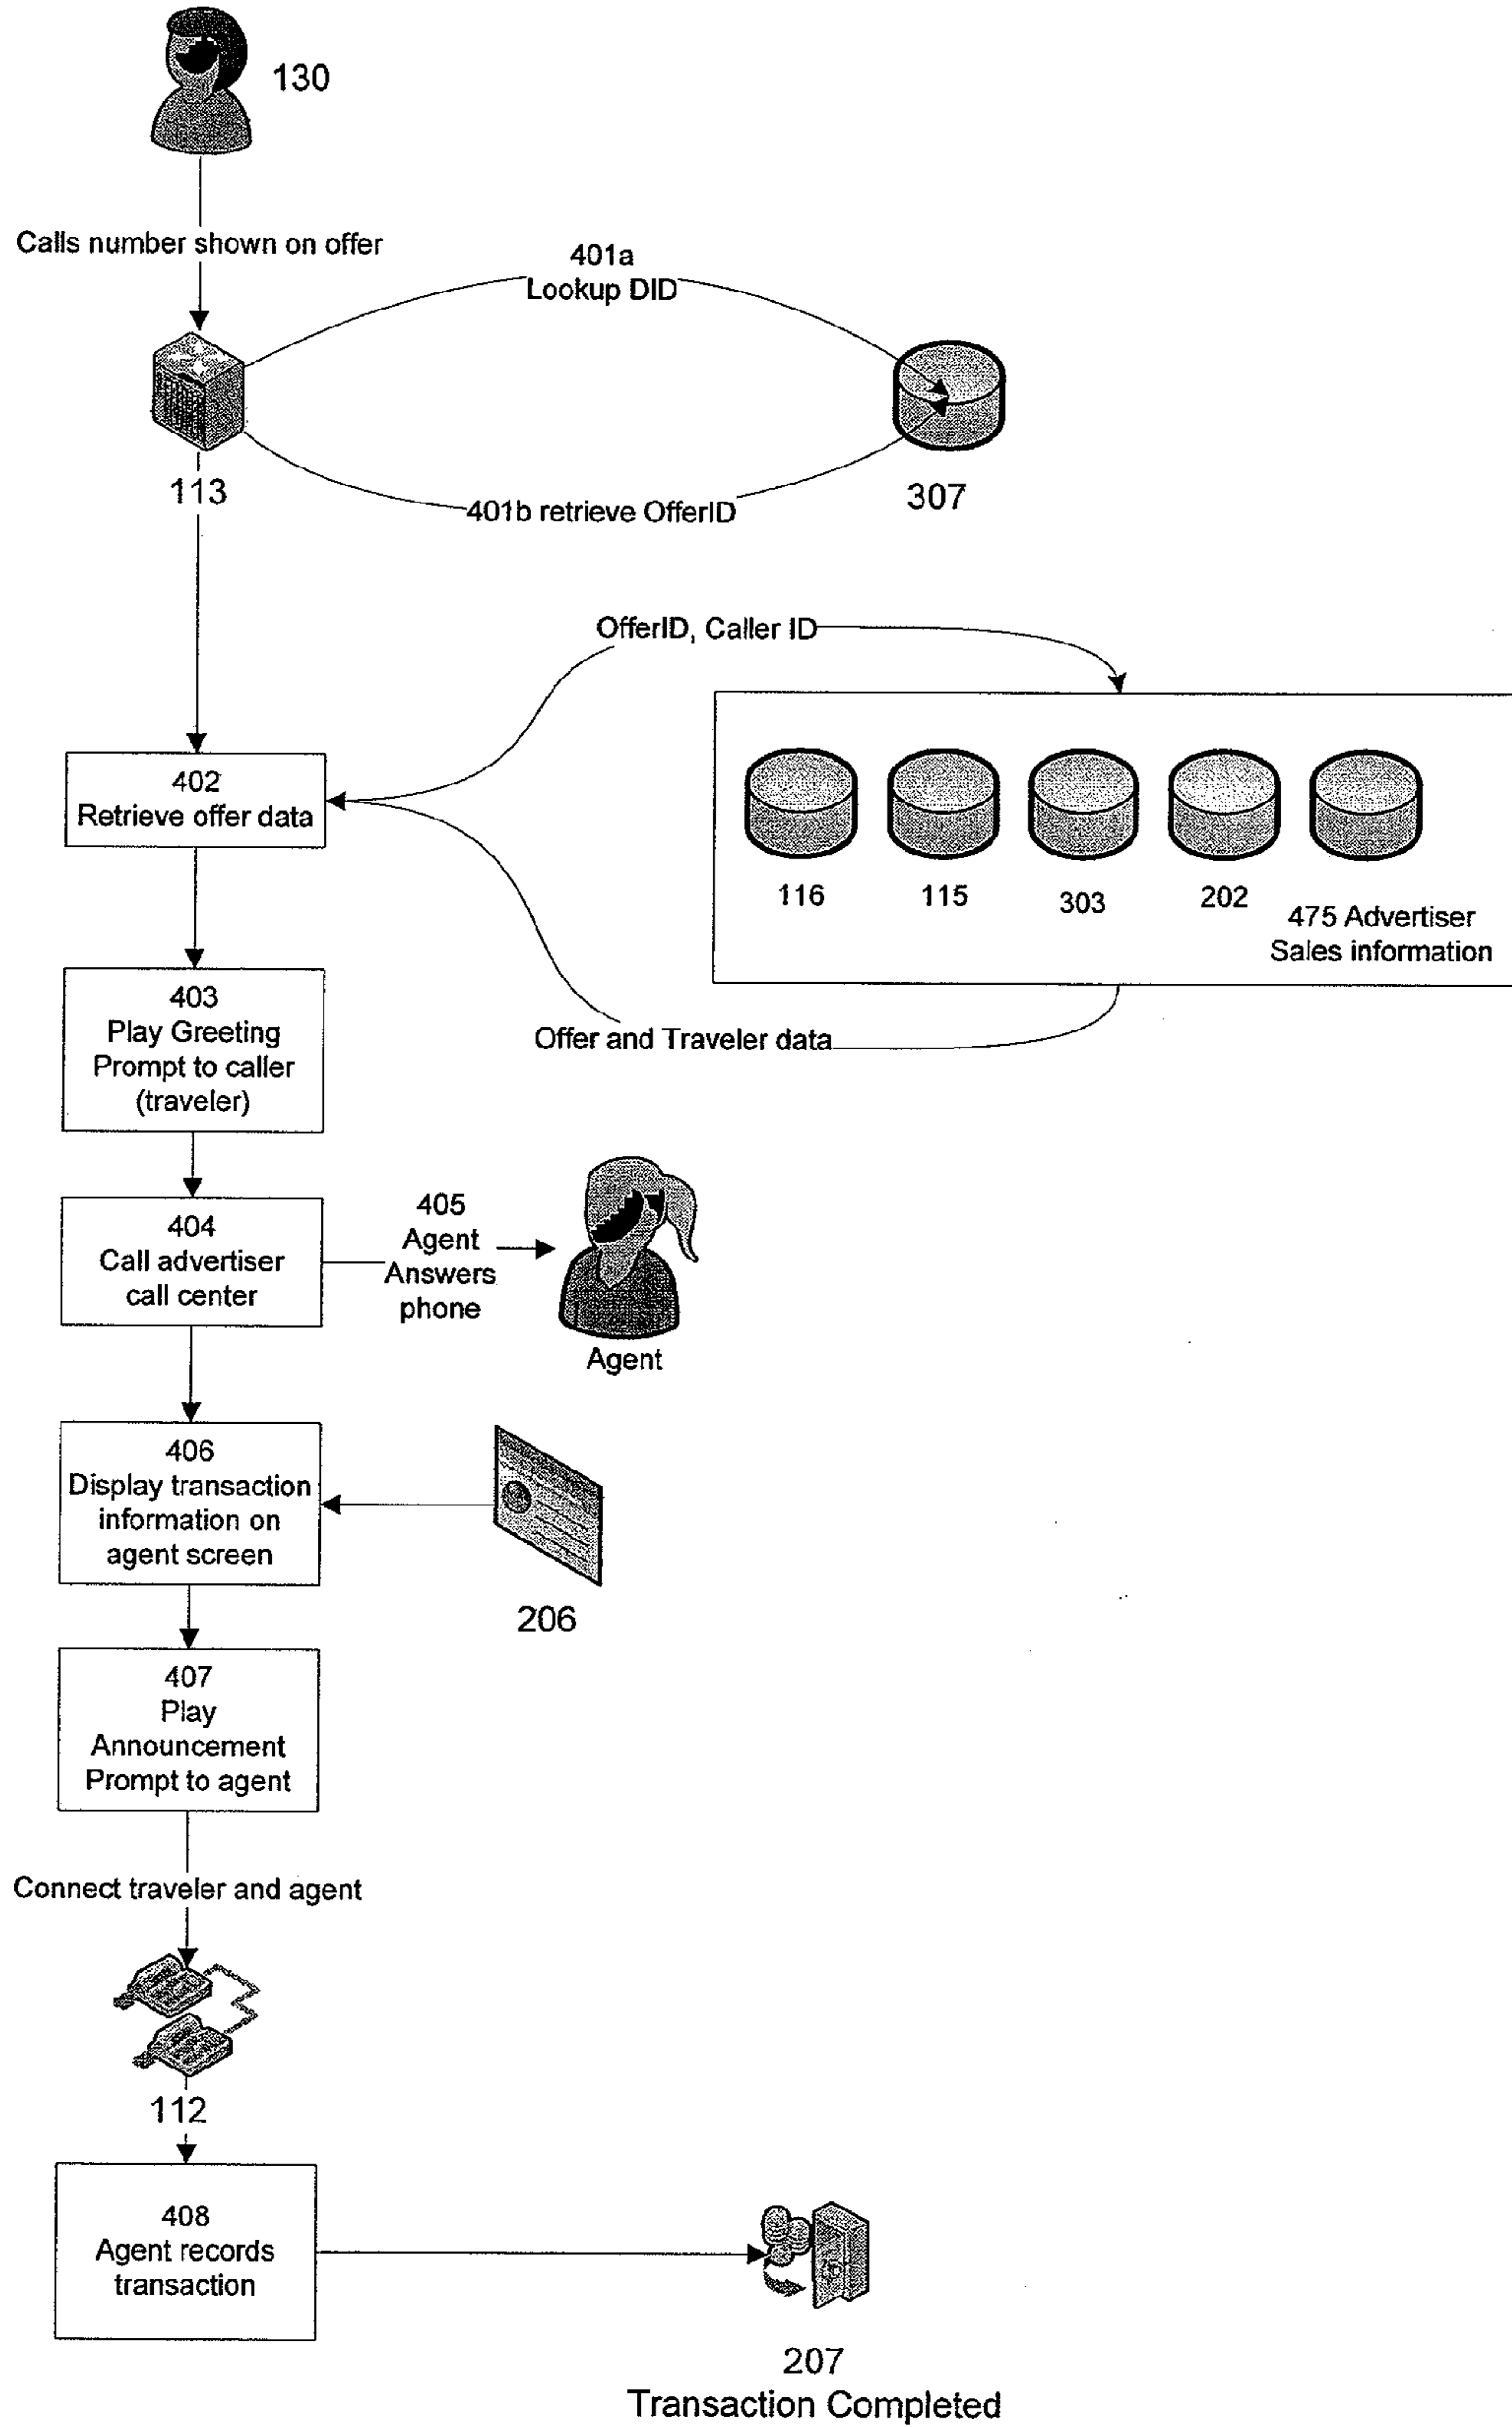 130
Calls number shown on offer
401a
Lookup DID
113
401b retrieve OfferID
307
OfferID, Caller ID
402
Retrieve offer data
116
115
303
202
475 Advertiser
Sales information
403
Play Greeting
Prompt to caller
(traveler)
Offer and Traveler data
404
Call advertiser
call center
405
Agent
Answers
phone
Agent
406
Display transaction
information on
agent screen
206
407
Play
Announcement
Prompt to agent
Connect traveler and agent
112
408
Agent records
transaction
207
Transaction Completed